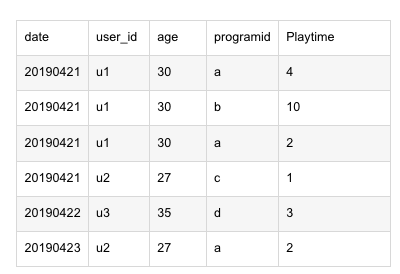 date user_id age programid Playtime
20190421 u1 30 a 4
20190421 u1 30 b 10
20190421 u1 30 a 2
20190421 u2 27 c 1
20190422 u3 35 d 3
20190423 u2 27 a 2